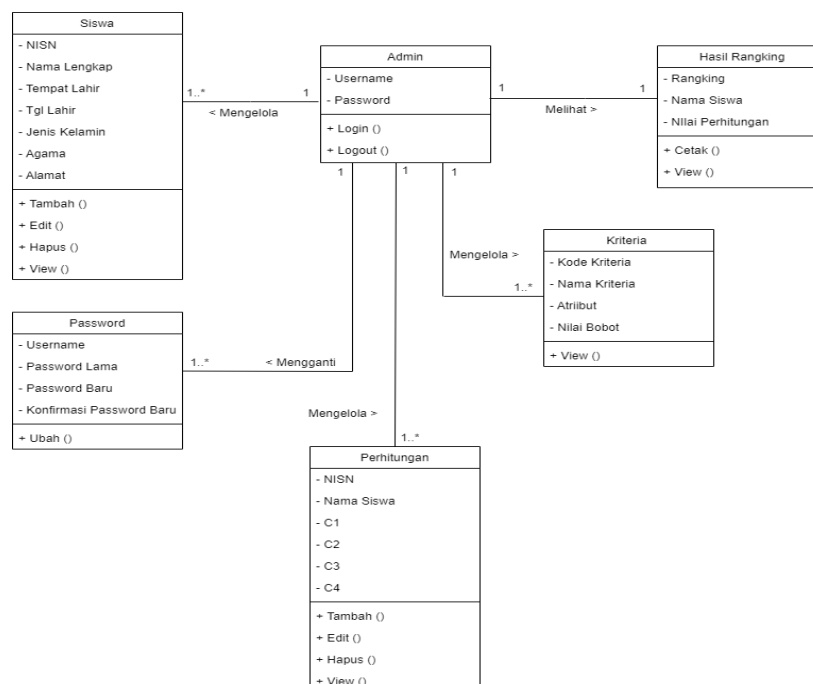 Siswa
- NISN
- Nama Lengkap
- Tempat Lahir
- Tgl Lahir
- Jenis Kelamin
- Agama
- Alamat
+ Tambah ()
+ Edit ()
+ Hapus ()
+ View ()
1..*
1
< Mengelola
Admin
- Username
- Password
+ Login ()
+ Logout ()
1
1
Melihat >
Hasil Rangking
- Rangking
- Nama Siswa
- NIlai Perhitungan
+ Cetak ()
+ View ()
1
1
1
Mengelola >
1..*
Kriteria
- Kode Kriteria
- Nama Kriteria
- Atriibut
- Nilai Bobot
+ View ()
Password
- Username
- Password Lama
- Password Baru
- Konfirmasi Password Baru
+ Ubah ()
1..*
< Mengganti
Mengelola >
1..*
Perhitungan
- NISN
- Nama Siswa
- C1
- C2
- C3
- C4
+ Tambah ()
+ Edit ()
+ Hapus ()
+ View ()